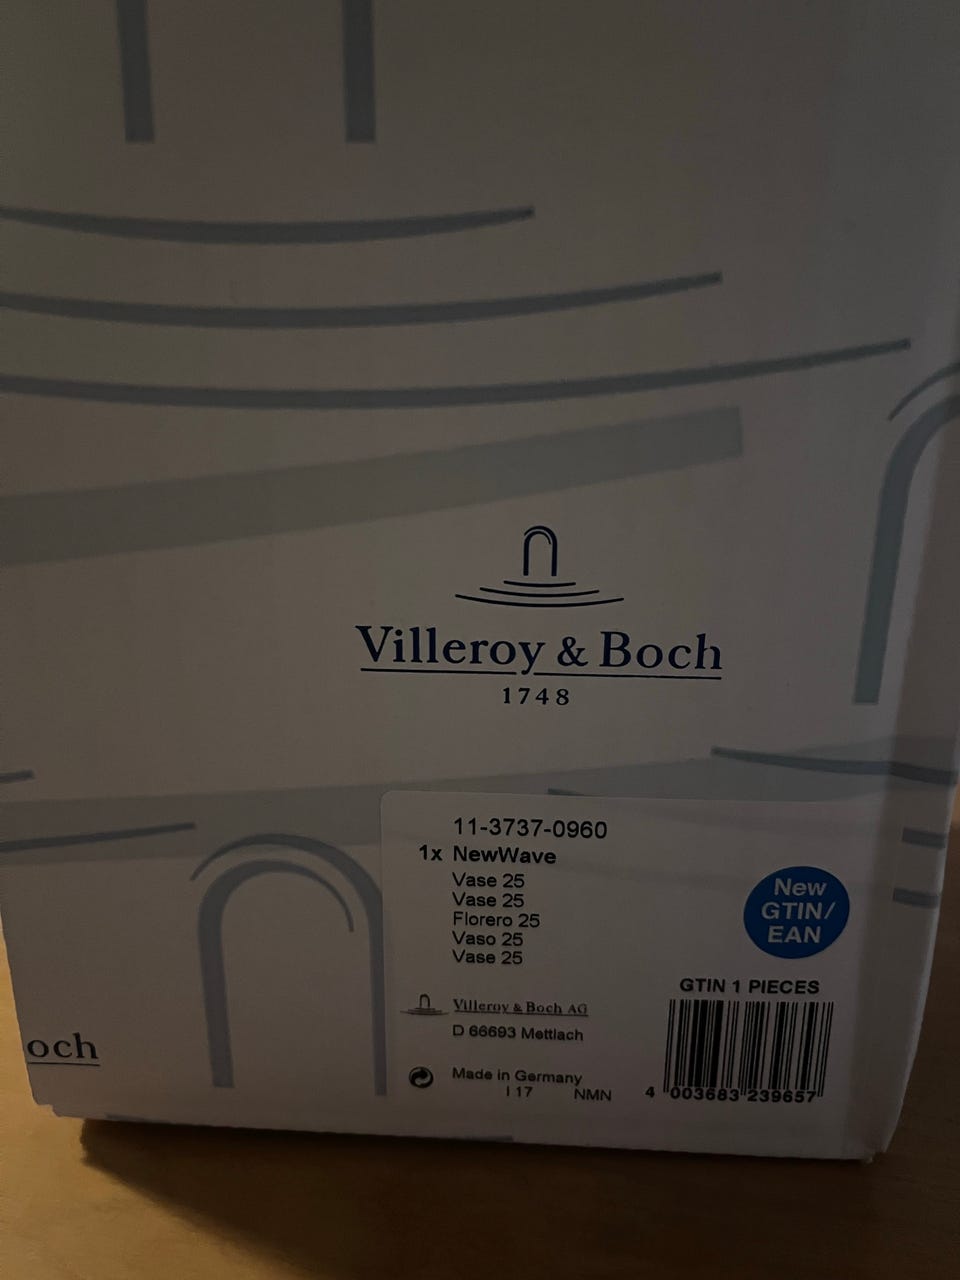 Villeroy & Boch
1748
11-3737-0960
1x NewWave
Vase 25
Vase 25
Florero 25
Vaso 25
Vase 25
New
GTIN/
EAN
GTIN 1 PIECES
Villeroy & Boch AG
D 66693 Mettlach
Made in Germany
I 17 NMN
4 003683 239657
och